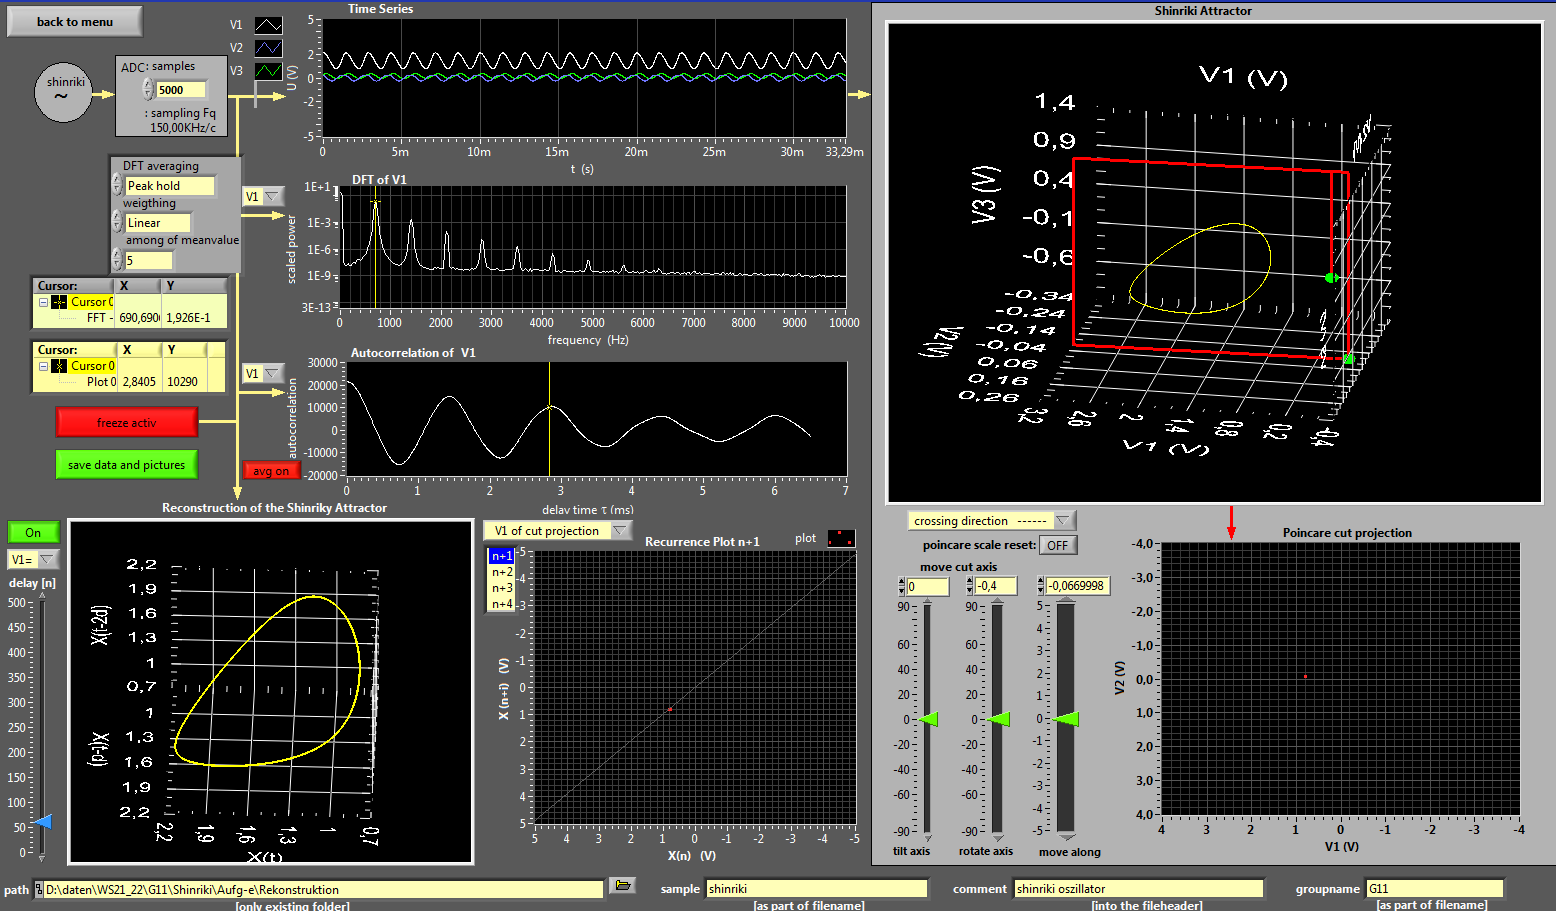 back to menu
Time Series
V1
V2
V3
U (V)
5
2
0
-2
-5
0 5m 10m 15m 20m 25m 30m 33,29m
t (s)
shinriki
~
ADC: samples
5000
: sampling Fq
150,00KHz/c
DFT averaging
Peak hold
weigthing
Linear
among of meanvalue
5
V1
DFT of V1
scaled power
1E+1
1E-3
1E-6
1E-9
3E-13
0 1000 2000 3000 4000 5000 6000 7000 8000 9000 10000
frequency (Hz)
Cursor: X Y
Cursor 0
FFT - 690,690 1,926E-1
Cursor: X Y
Cursor 0
Plot 0 2,8405 10290
freeze activ
save data and pictures
V1
avg on
Autocorrelation of V1
autocorrelation
30000
20000
10000
0
-10000
-20000
0 1 2 3 4 5 6 7
delay time τ (ms)
Reconstruction of the Shinriky Attractor
On
V1=
delay [n]
500
450
400
350
300
250
200
150
100
50
0
X(t-2d)
2,2
1,9
1,6
1,3
1
0,7
X(t-d)
1
1,3
1,6
1,9
2,2
2,2 1,9 1,6 1,3 1 0,7
X(t)
V1 of cut projection
n+1
n+2
n+3
n+4
Recurrence Plot n+1
plot
X (n+i) (V)
-5
-4
-3
-2
-1
0
1
2
3
4
5
5 4 3 2 1 0 -1 -2 -3 -4 -5
X(n) (V)
Shinriki Attractor
V1 (V)
V3 (V)
1,4
0,9
0,4
-0,1
-0,6
V2 (V)
-0,34
-0,24
-0,14
-0,04
0,06
0,16
0,26
3,2 2,6 2 1,4 0,8 0,2 -0,4
V1 (V)
crossing direction ------
poincare scale reset: OFF
move cut axis
0 -0,4 -0,0669998
90
60
40
20
0
-20
-40
-60
-90
tilt axis
90
60
40
20
0
-20
-40
-60
-90
rotate axis
5
4
3
2
1
0
-1
-2
-3
-4
-5
move along
Poincare cut projection
V2 (V)
-4,0
-3,0
-2,0
-1,0
0,0
1,0
2,0
3,0
4,0
4 3 2 1 0 -1 -2 -3 -4
V1 (V)
path D:\daten\WS21_22\G11\Shinriki\Aufg-e\Rekonstruktion
[only existing folder]
sample shinriki
[as part of filename]
comment shinriki oszillator
[into the fileheader]
groupname G11
[as part of filename]